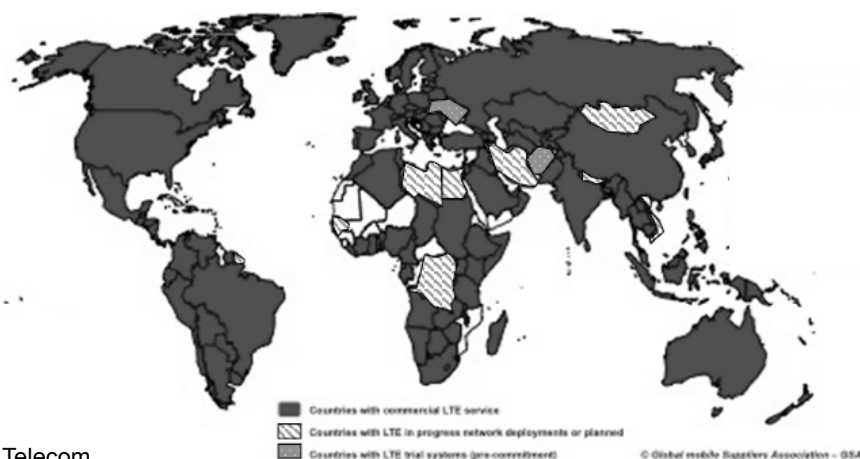 Countries with commercial LTE service
Countries with LTE in progress network deployments or planned
Telecom
Countries with LTE trial systems (pre-commitment)
© Global mobile Suppliers Association – GSA